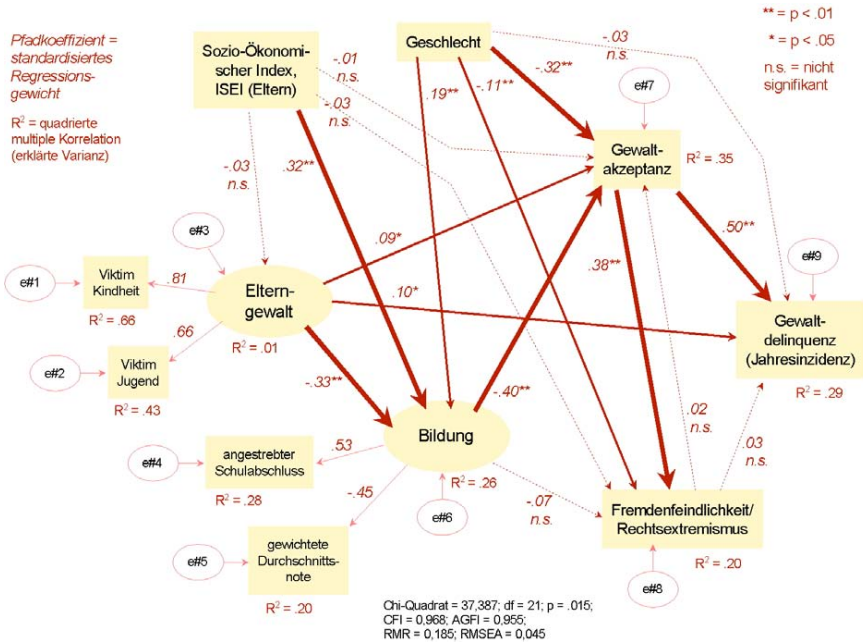 Pfadkoeffizient =
standardisiertes
Regressions-
gewicht
R² = quadrierte
multiple Korrelation
(erklärte Varianz)
Sozio-Ökonomi-
scher Index,
ISEI (Eltern)
Geschlecht
** = p < .01
* = p < .05
n.s. = nicht
signifikant
-.01
n.s.
-.03
n.s.
.19**
-.11**
-.32**
-.03
n.s.
e#7
Gewalt-
akzeptanz
R² = .35
-.03
n.s.
.32**
e#3
.09*
.38**
.50**
e#9
e#1
Viktim
Kindheit
.81
R² = .66
Eltern-
gewalt
R² = .01
.10*
Gewalt-
delinquenz
(Jahresinzidenz)
R² = .29
e#2
Viktim
Jugend
.66
R² = .43
-.33**
-.40**
.02
n.s.
.03
n.s.
Bildung
R² = .26
e#6
e#4
angestrebter
Schulabschluss
.53
R² = .28
-.45
-.07
n.s.
Fremdenfeindlichkeit/
Rechtsextremismus
R² = .20
e#8
e#5
gewichtete
Durchschnitts-
note
R² = .20
Chi-Quadrat = 37,387; df = 21; p = .015;
CFI = 0,968; AGFI = 0,955;
RMR = 0,185; RMSEA = 0,045